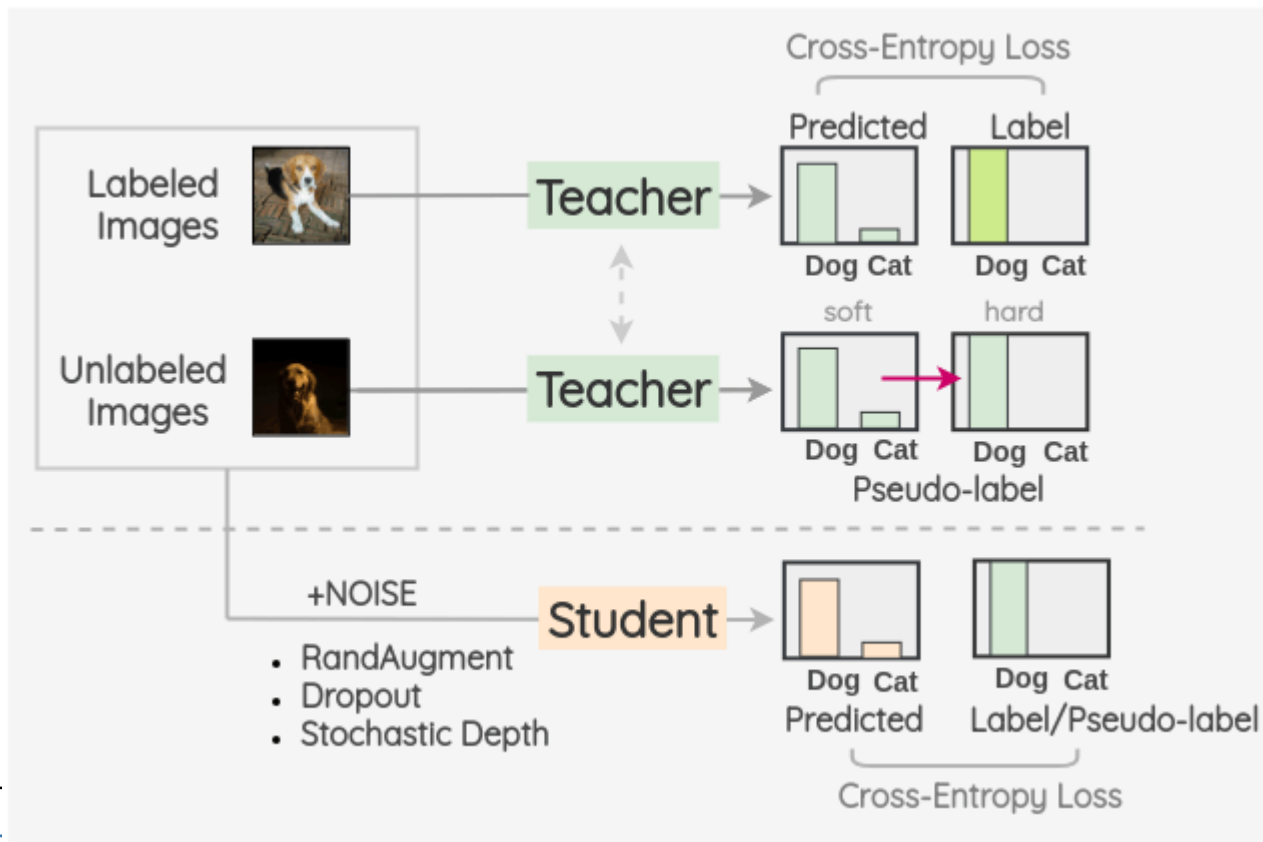 Cross-Entropy Loss
Predicted
Label
Labeled
Images
Teacher
Dog Cat
Dog Cat
soft
hard
Unlabeled
Images
Teacher
Dog Cat
Dog Cat
Pseudo-label
+NOISE
Student
• RandAugment
• Dropout
• Stochastic Depth
Dog Cat
Dog Cat
Predicted
Label/Pseudo-label
Cross-Entropy Loss